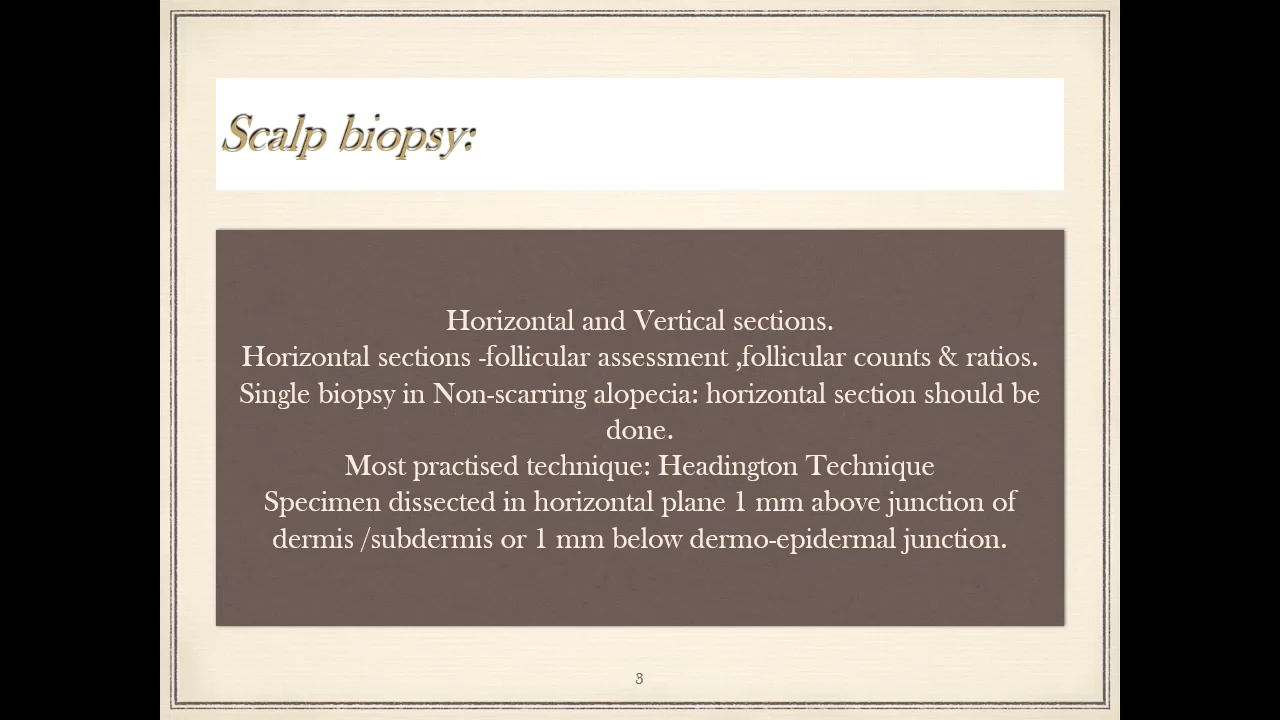 Scalp biopsy:
Horizontal and Vertical sections.
Horizontal sections -follicular assessment ,follicular counts & ratios.
Single biopsy in Non-scarring alopecia: horizontal section should be
done.
Most practised technique: Headington Technique
Specimen dissected in horizontal plane 1 mm above junction of
dermis /subdermis or 1 mm below dermo-epidermal junction.
3